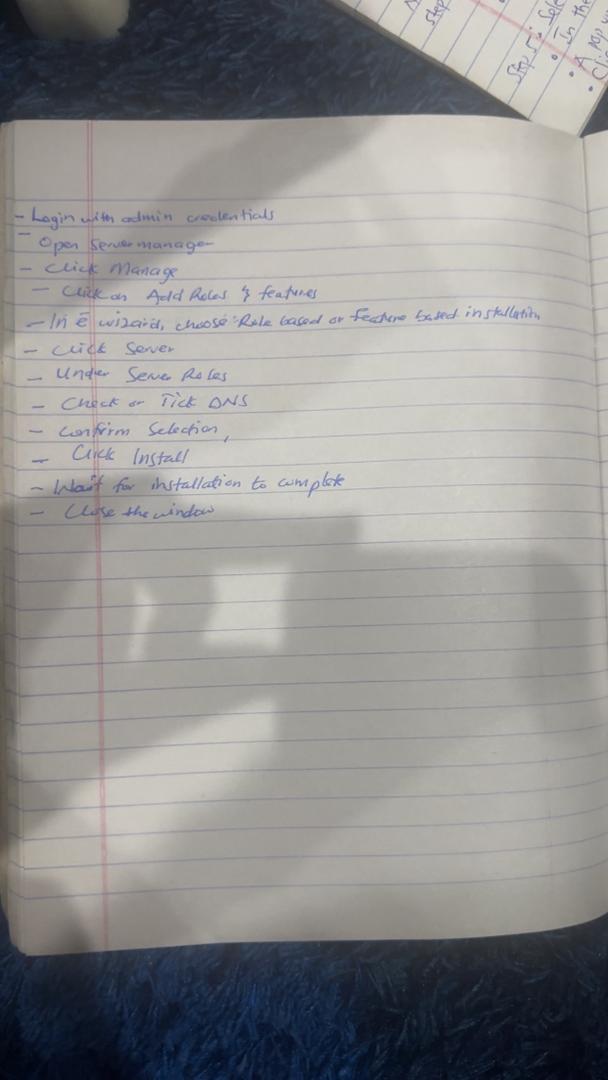 Step
Step 5: Sele
• In the
• A pop u
• Clic
- Login with admin credentials
- Open Server manager
- Click Manage
- Click on Add Roles & features
- In ē wizard, choose Role based or feature based installation
- Click Server
- Under Server Roles
- Check or Tick DNS
- Confirm Selection,
- Click Install
- Wait for installation to complete
- Close the window